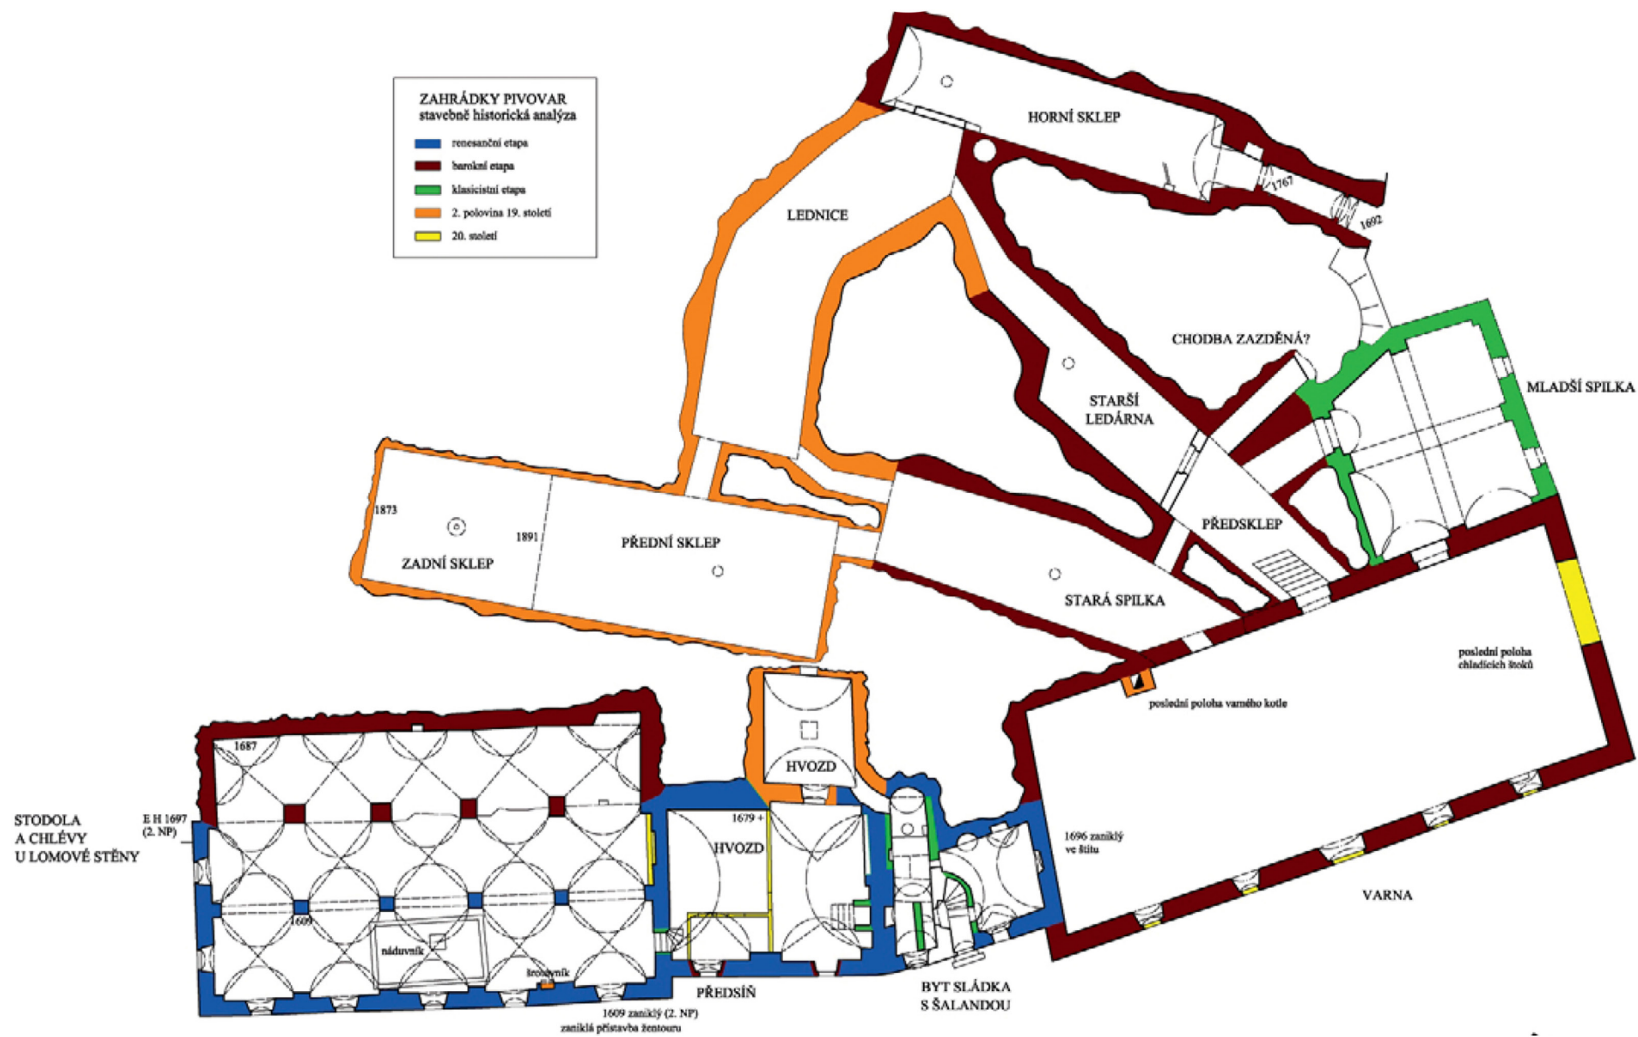 ZAHRÁDKY PIVOVAR
stavebně historická analýza
renesanční etapa
barokní etapa
klasicistní etapa
2. polovina 19. století
20. století
HORNÍ SKLEP
1767
1692
LEDNICE
CHODBA ZAZDĚNÁ?
MLADŠÍ SPILKA
STARŠÍ
LEDÁRNA
1873
1891
ZADNÍ SKLEP
PŘEDNÍ SKLEP
PŘEDSKLEP
STARÁ SPILKA
poslední poloha
chladících štoků
poslední poloha varného kotle
HVOZD
1687
STODOLA
A CHLÉVY
U LOMOVÉ STĚNY
E H 1697
(2. NP)
1679 +
HVOZD
1696 zaniklý
ve štítu
VARNA
1609
náduvník
šrotovník
PŘEDSÍŇ
BYT SLÁDKA
S ŠALANDOU
1609 zaniklý (2. NP)
zaniklá přístavba žentouru